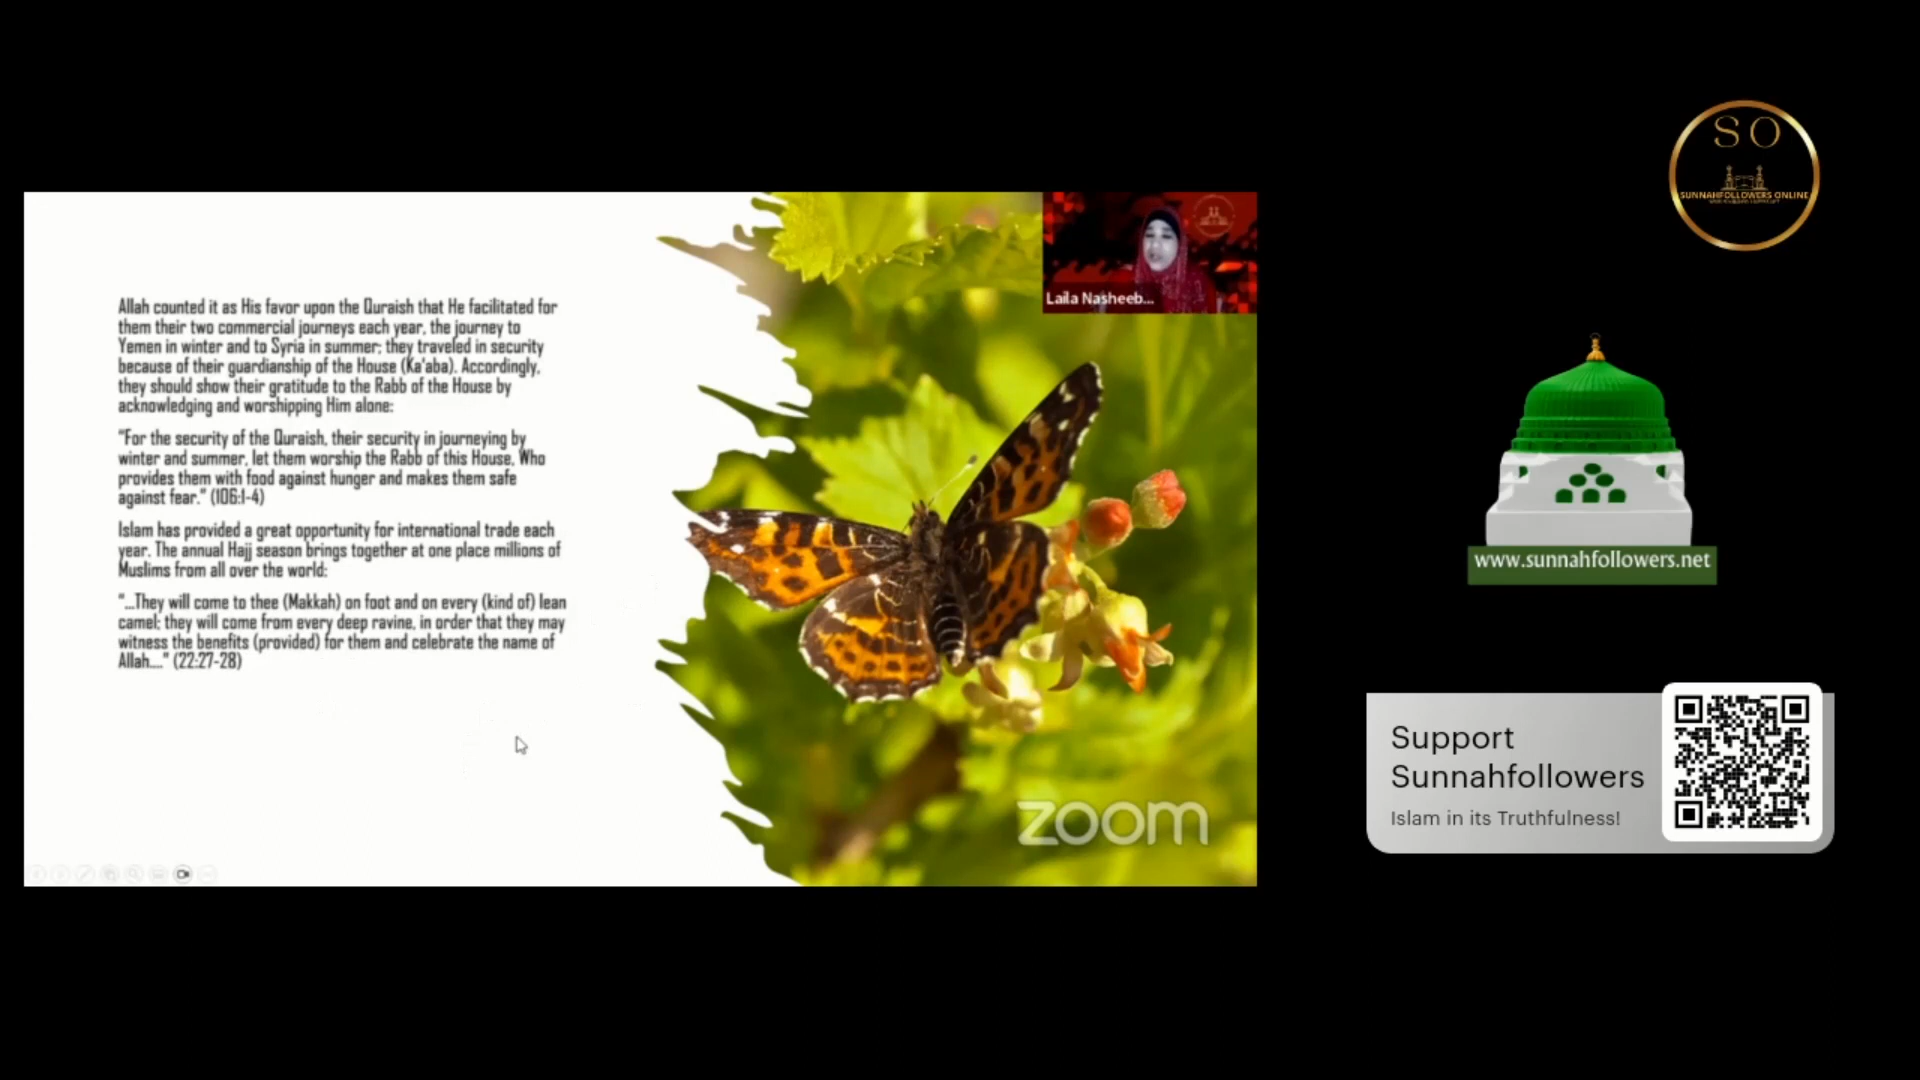 Allah counted it as His favor upon the Quraish that He facilitated for
them their two commercial journeys each year, the journey to
Yemen in winter and to Syria in summer; they traveled in security
because of their guardianship of the House (Ka'aba). Accordingly,
they should show their gratitude to the Rabb of the House by
acknowledging and worshipping Him alone:
"For the security of the Quraish, their security in journeying by
winter and summer, let them worship the Rabb of this House, Who
provides them with food against hunger and makes them safe
against fear." (106:1-4)
Islam has provided a great opportunity for international trade each
year. The annual Hajj season brings together at one place millions of
Muslims from all over the world:
"...They will come to thee (Makkah) on foot and on every (kind of) lean
camel; they will come from every deep ravine, in order that they may
witness the benefits (provided) for them and celebrate the name of
Allah...." (22:27-28)
Laila Nasheeb...
zoom
SO
SUNNAHFOLLOWERS ONLINE
www.sunnahfollowers.net
Support
Sunnahfollowers
Islam in its Truthfulness!